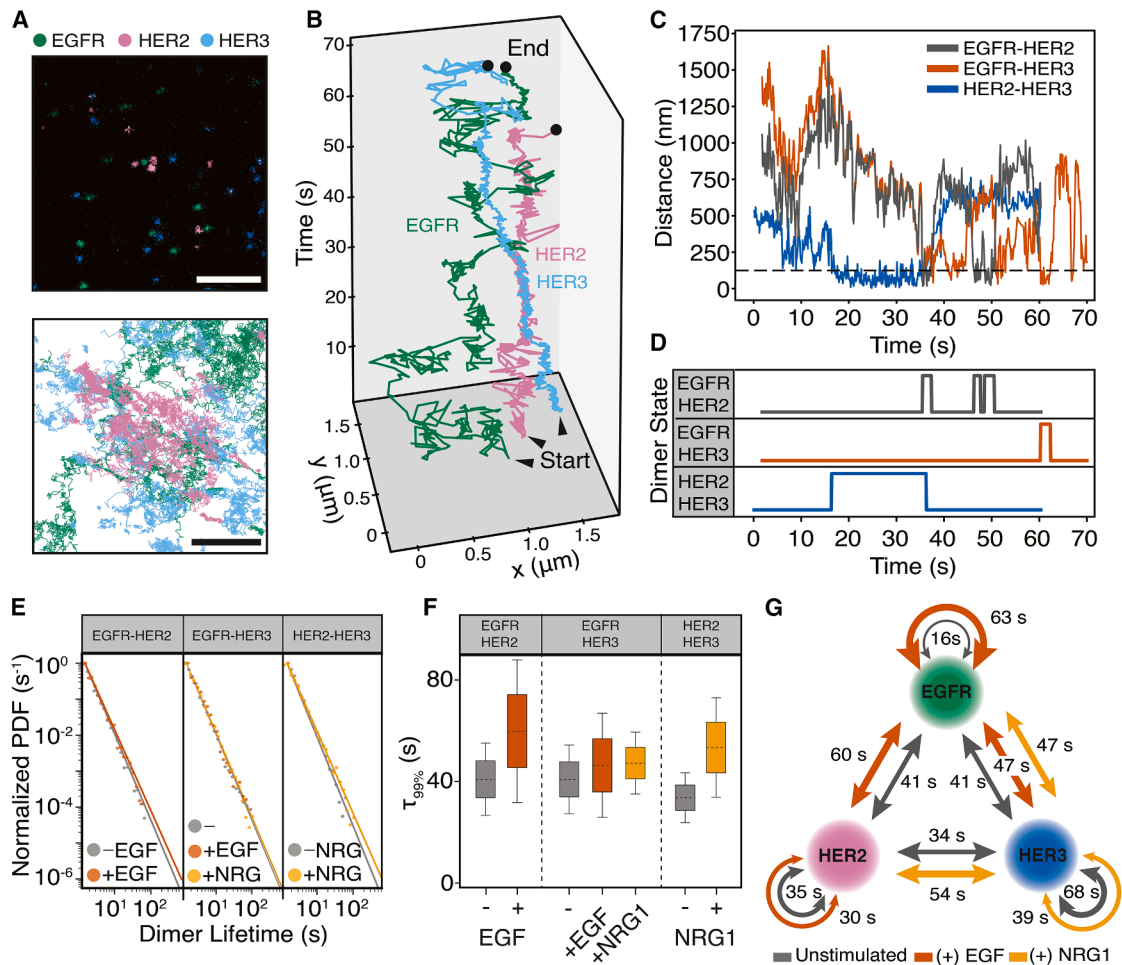 A
EGFR HER2 HER3
B
End
70
60
50
40
30
20
10
Time (s)
EGFR
HER2
HER3
Start
1.5
1.0
0.5
0
y (μm)
0
0.5
1.0
1.5
x (μm)
C
1750
1500
1250
1000
750
500
250
0
Distance (nm)
EGFR-HER2
EGFR-HER3
HER2-HER3
0 10 20 30 40 50 60 70
Time (s)
D
Dimer State
EGFR
HER2
EGFR
HER3
HER2
HER3
0 10 20 30 40 50 60 70
Time (s)
E
EGFR-HER2 EGFR-HER3 HER2-HER3
Normalized PDF (s⁻¹)
10⁰
10⁻²
10⁻⁴
10⁻⁶
−EGF
+EGF
−
+EGF
+NRG
−NRG
+NRG
10¹ 10² 10¹ 10² 10¹ 10²
Dimer Lifetime (s)
F
EGFR
HER2
EGFR
HER3
HER2
HER3
τ99% (s)
80
40
0
- +
EGF
-
+EGF
+NRG1
- +
NRG1
G
16s
63 s
EGFR
60 s
41 s
41 s
47 s
47 s
HER2
34 s
54 s
HER3
35 s
30 s
68 s
39 s
Unstimulated (+) EGF (+) NRG1